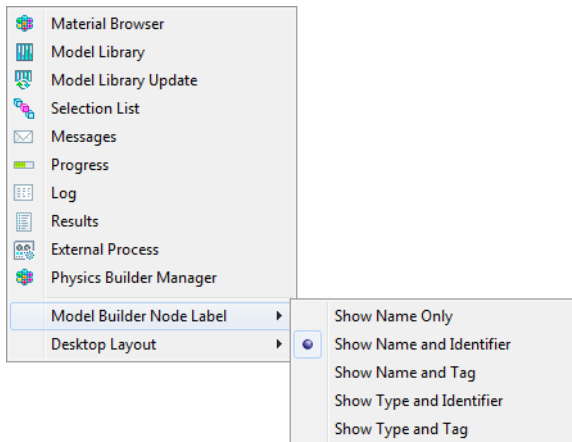 Material Browser
Model Library
Model Library Update
Selection List
Messages
Progress
Log
Results
External Process
Physics Builder Manager
Model Builder Node Label
Desktop Layout
Show Name Only
Show Name and Identifier
Show Name and Tag
Show Type and Identifier
Show Type and Tag